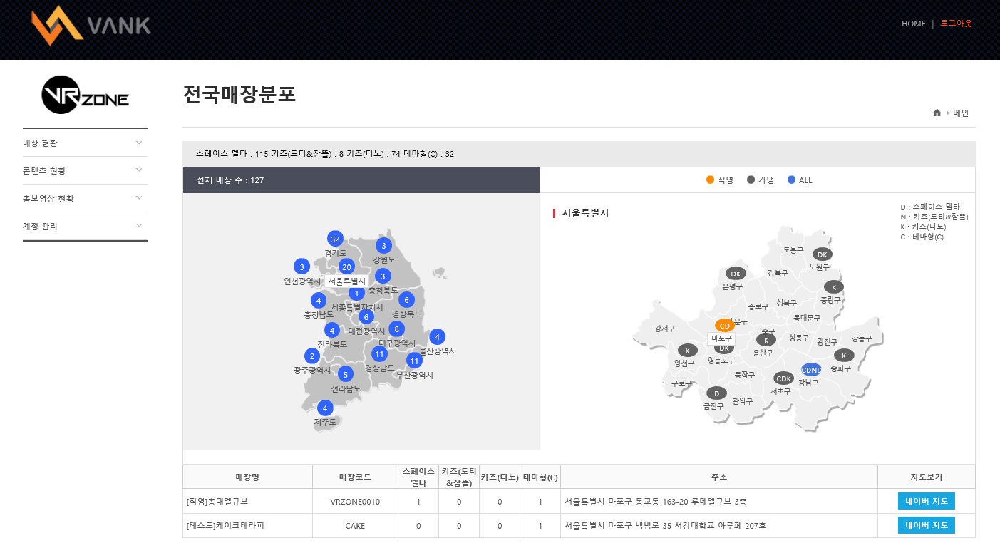 VANK
HOME | 로그아웃
VR ZONE
전국매장분포
메인
매장 현황
콘텐츠 현황
홍보영상 현황
계정 관리
스페이스 델타 : 115 키즈(도티&잠뜰) : 8 키즈(디노) : 74 테마형(C) : 32
전체 매장 수 : 127
직영 가맹 ALL
32
경기도
3
강원도
3
인천광역시
20
서울특별시
3
충청북도
1
세종특별자치시
4
충청남도
6
경상북도
6
대전광역시
4
전라북도
8
대구광역시
4
울산광역시
2
광주광역시
11
경상남도
11
부산광역시
5
전라남도
4
제주도
서울특별시
D : 스페이스 델타
N : 키즈(도티&잠뜰)
K : 키즈(디노)
C : 테마형(C)
도봉구
DK
노원구
강북구
DK
은평구
K
중랑구
종로구
성북구
동대문구
강서구
CD
마포구
중구
K
용산구
성동구
광진구
강동구
K
양천구
DK
영등포구
K
송파구
동작구
CDND
강남구
CDK
서초구
구로구
D
금천구
관악구
매장명 매장코드 스페이스 델타 키즈(도티&잠뜰) 키즈(디노) 테마형(C) 주소 지도보기
[직영]홍대엘큐브 VRZONE0010 1 0 0 1 서울특별시 마포구 동교동 163-20 롯데엘큐브 3층 네이버 지도
[테스트]케이크테라피 CAKE 0 0 0 1 서울특별시 마포구 백범로 35 서강대학교 아루페 207호 네이버 지도